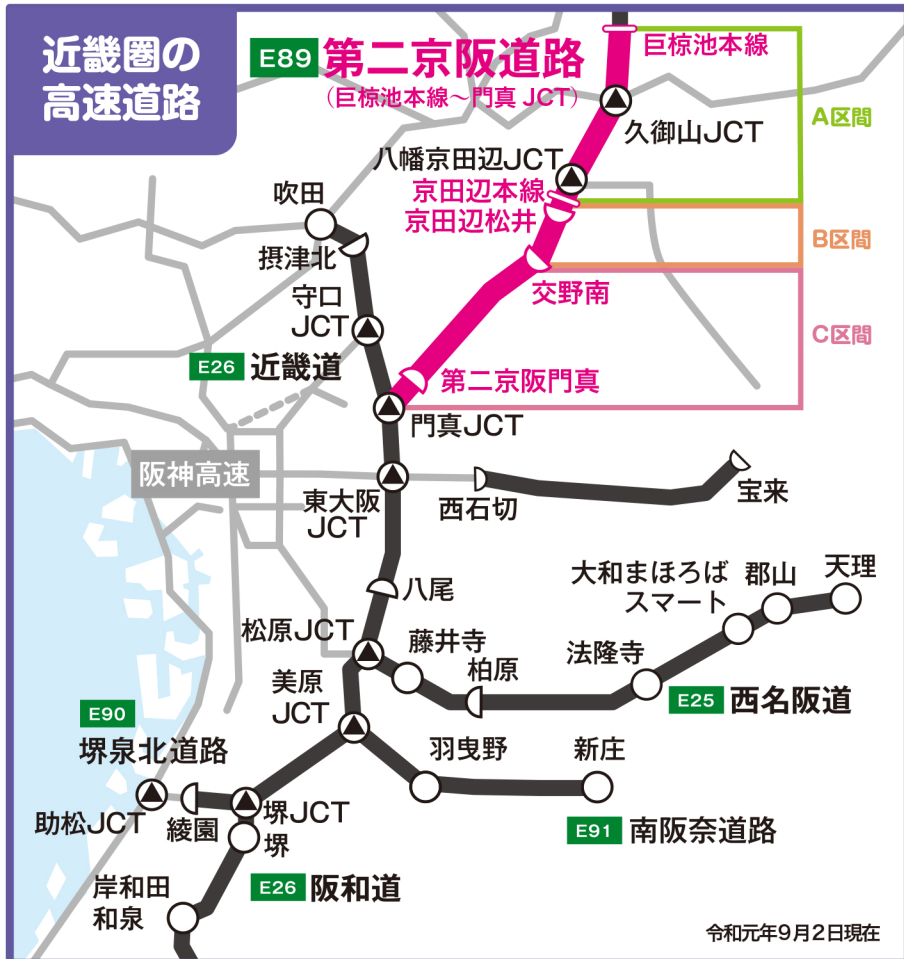 近畿圏の
高速道路
E89 第二京阪道路
(巨椋池本線～門真JCT)
巨椋池本線
A区間
久御山JCT
八幡京田辺JCT
京田辺本線
京田辺松井
B区間
吹田
摂津北
交野南
守口
JCT
C区間
E26 近畿道
第二京阪門真
門真JCT
阪神高速
東大阪
JCT
西石切
宝来
八尾
大和まほろば
スマート
郡山
天理
松原JCT
藤井寺
柏原
法隆寺
E25 西名阪道
美原
JCT
E90
堺泉北道路
羽曳野
新庄
助松JCT
綾園
堺JCT
堺
E91 南阪奈道路
岸和田
和泉
E26 阪和道
令和元年9月2日現在